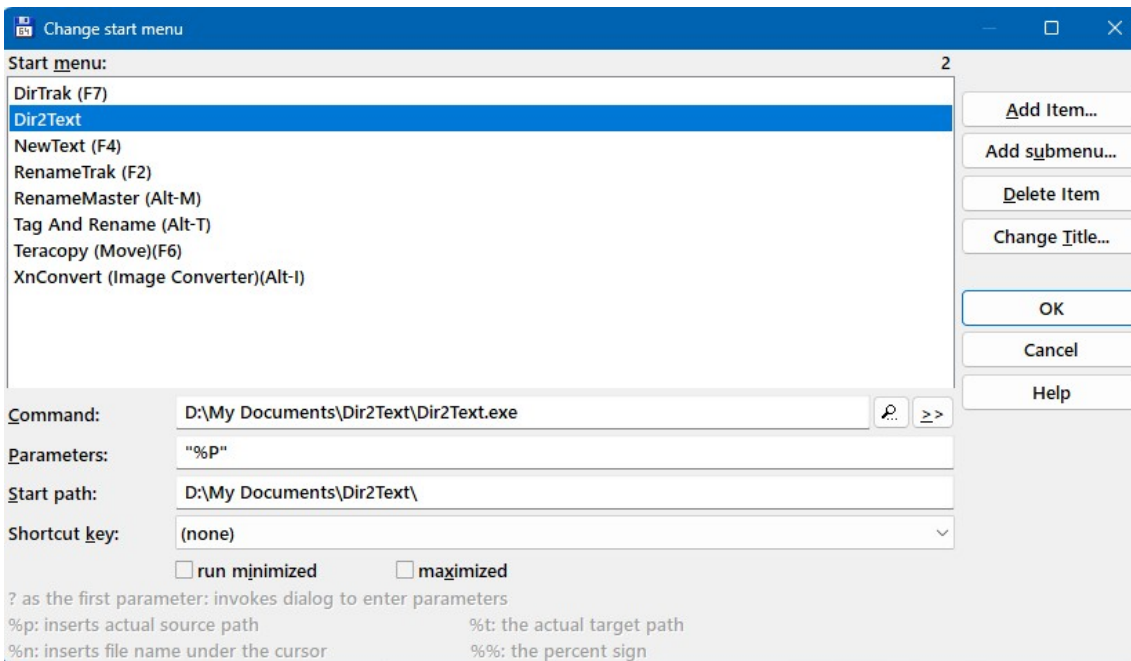 64 Change start menu
Start menu: 2
DirTrak (F7)
Dir2Text
NewText (F4)
RenameTrak (F2)
RenameMaster (Alt-M)
Tag And Rename (Alt-T)
Teracopy (Move)(F6)
XnConvert (Image Converter)(Alt-I)
Add Item...
Add submenu...
Delete Item
Change Title...
OK
Cancel
Help
Command: D:\My Documents\Dir2Text\Dir2Text.exe >>
Parameters: "%P"
Start path: D:\My Documents\Dir2Text\
Shortcut key: (none)
run minimized maximized
? as the first parameter: invokes dialog to enter parameters
%p: inserts actual source path %t: the actual target path
%n: inserts file name under the cursor %%: the percent sign